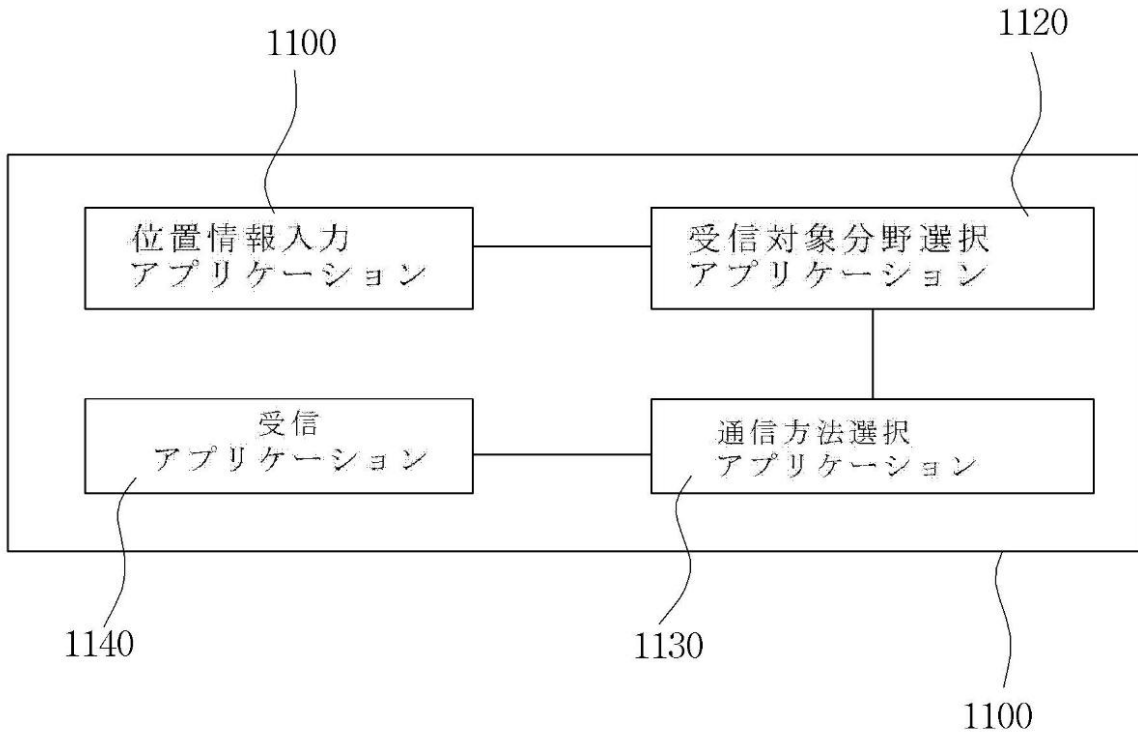 1100
1120
位置情報入力
アプリケーション
受信対象分野選択
アプリケーション
受信
アプリケーション
通信方法選択
アプリケーション
1140
1130
1100